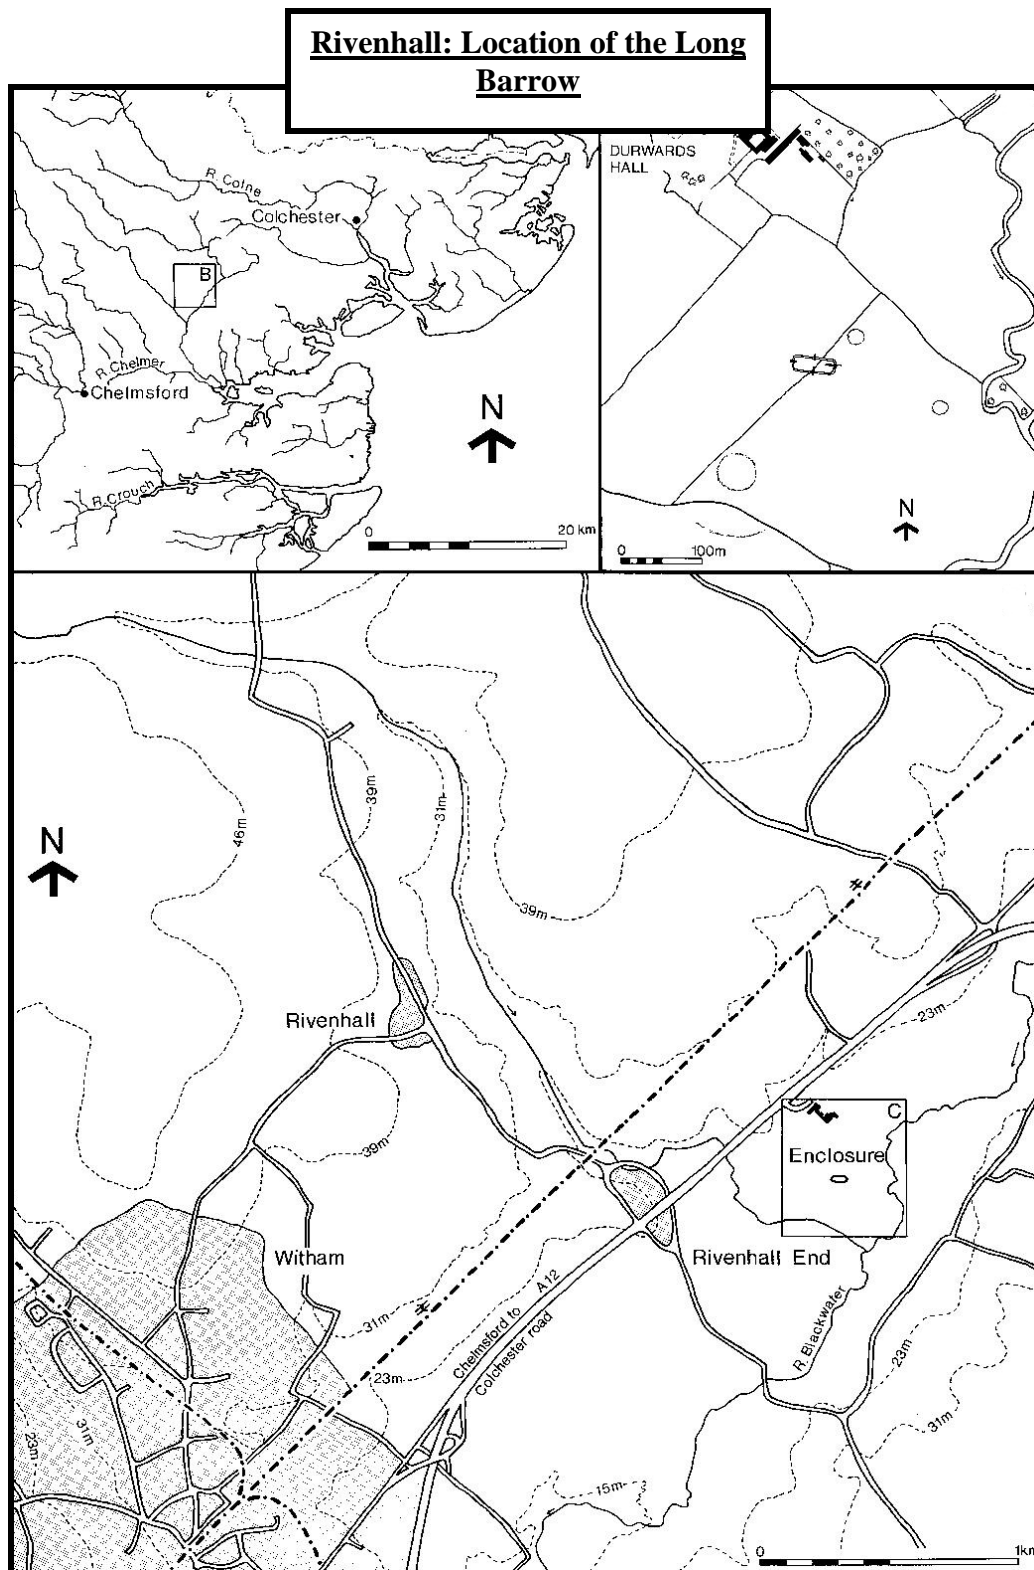 Rivenhall: Location of the Long
Barrow
R. Colne
Colchester
B
R. Chelmer
Chelmsford
R. Crouch
N
0 20 km
DURWARDS
HALL
N
0 100m
N
46m
39m
31m
39m
Rivenhall
39m
23m
C
Enclosure
Witham
Rivenhall End
31m
Chelmsford to A12
Colchester road
23m
R. Blackwater
23m
31m
31m
23m
15m
0 1km